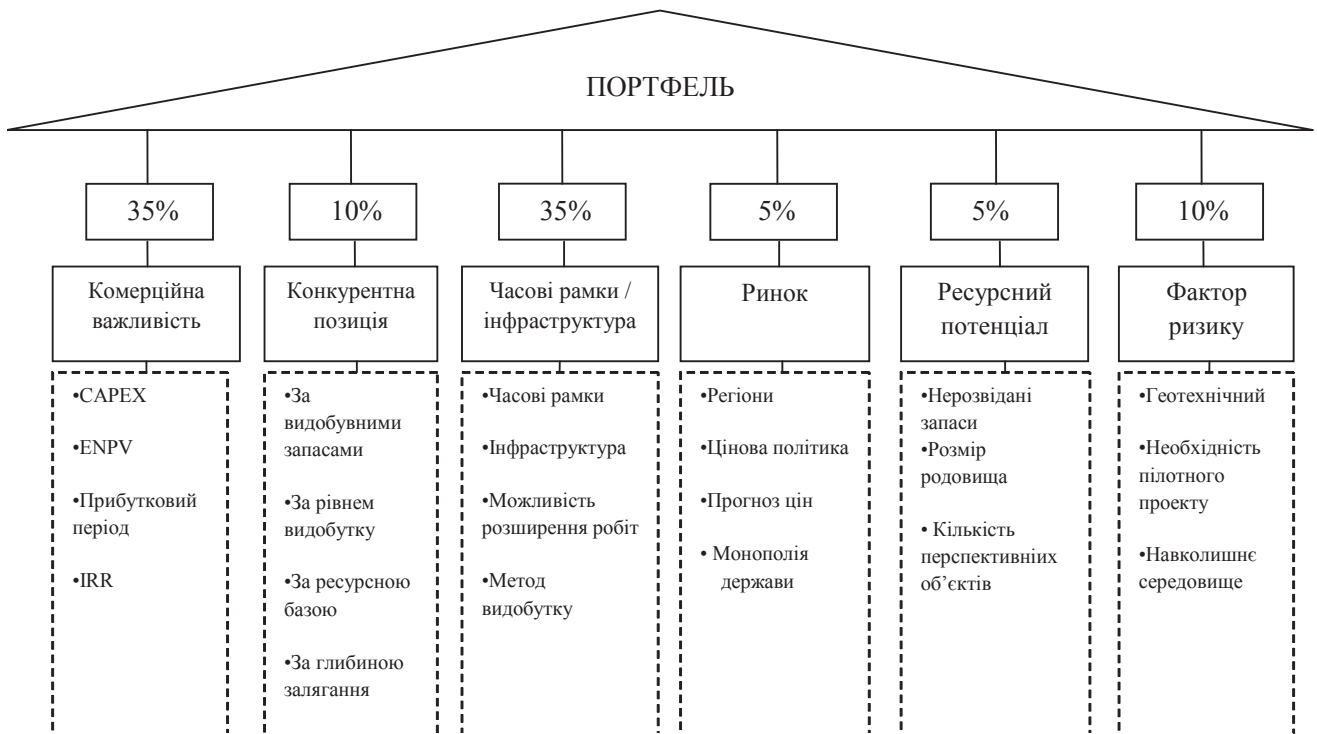 ПОРТФЕЛЬ
35%
10%
35%
5%
5%
10%
Комерційна
важливість
Конкурентна
позиція
Часові рамки /
інфраструктура
Ринок
Ресурсний
потенціал
Фактор
ризику
•CAPEX
•ENPV
•Прибутковий
період
•IRR
•За
видобувними
запасами
•За рівнем
видобутку
•За ресурсною
базою
•За глибиною
залягання
•Часові рамки
•Інфраструктура
•Можливість
розширення робіт
•Метод
видобутку
•Регіони
•Цінова політика
•Прогноз цін
• Монополія
держави
•Нерозвідані
запаси
•Розмір
родовища
• Кількість
перспективніих
об’єктів
•Геотехнічний
•Необхідність
пілотного
проекту
•Навколишнє
середовище